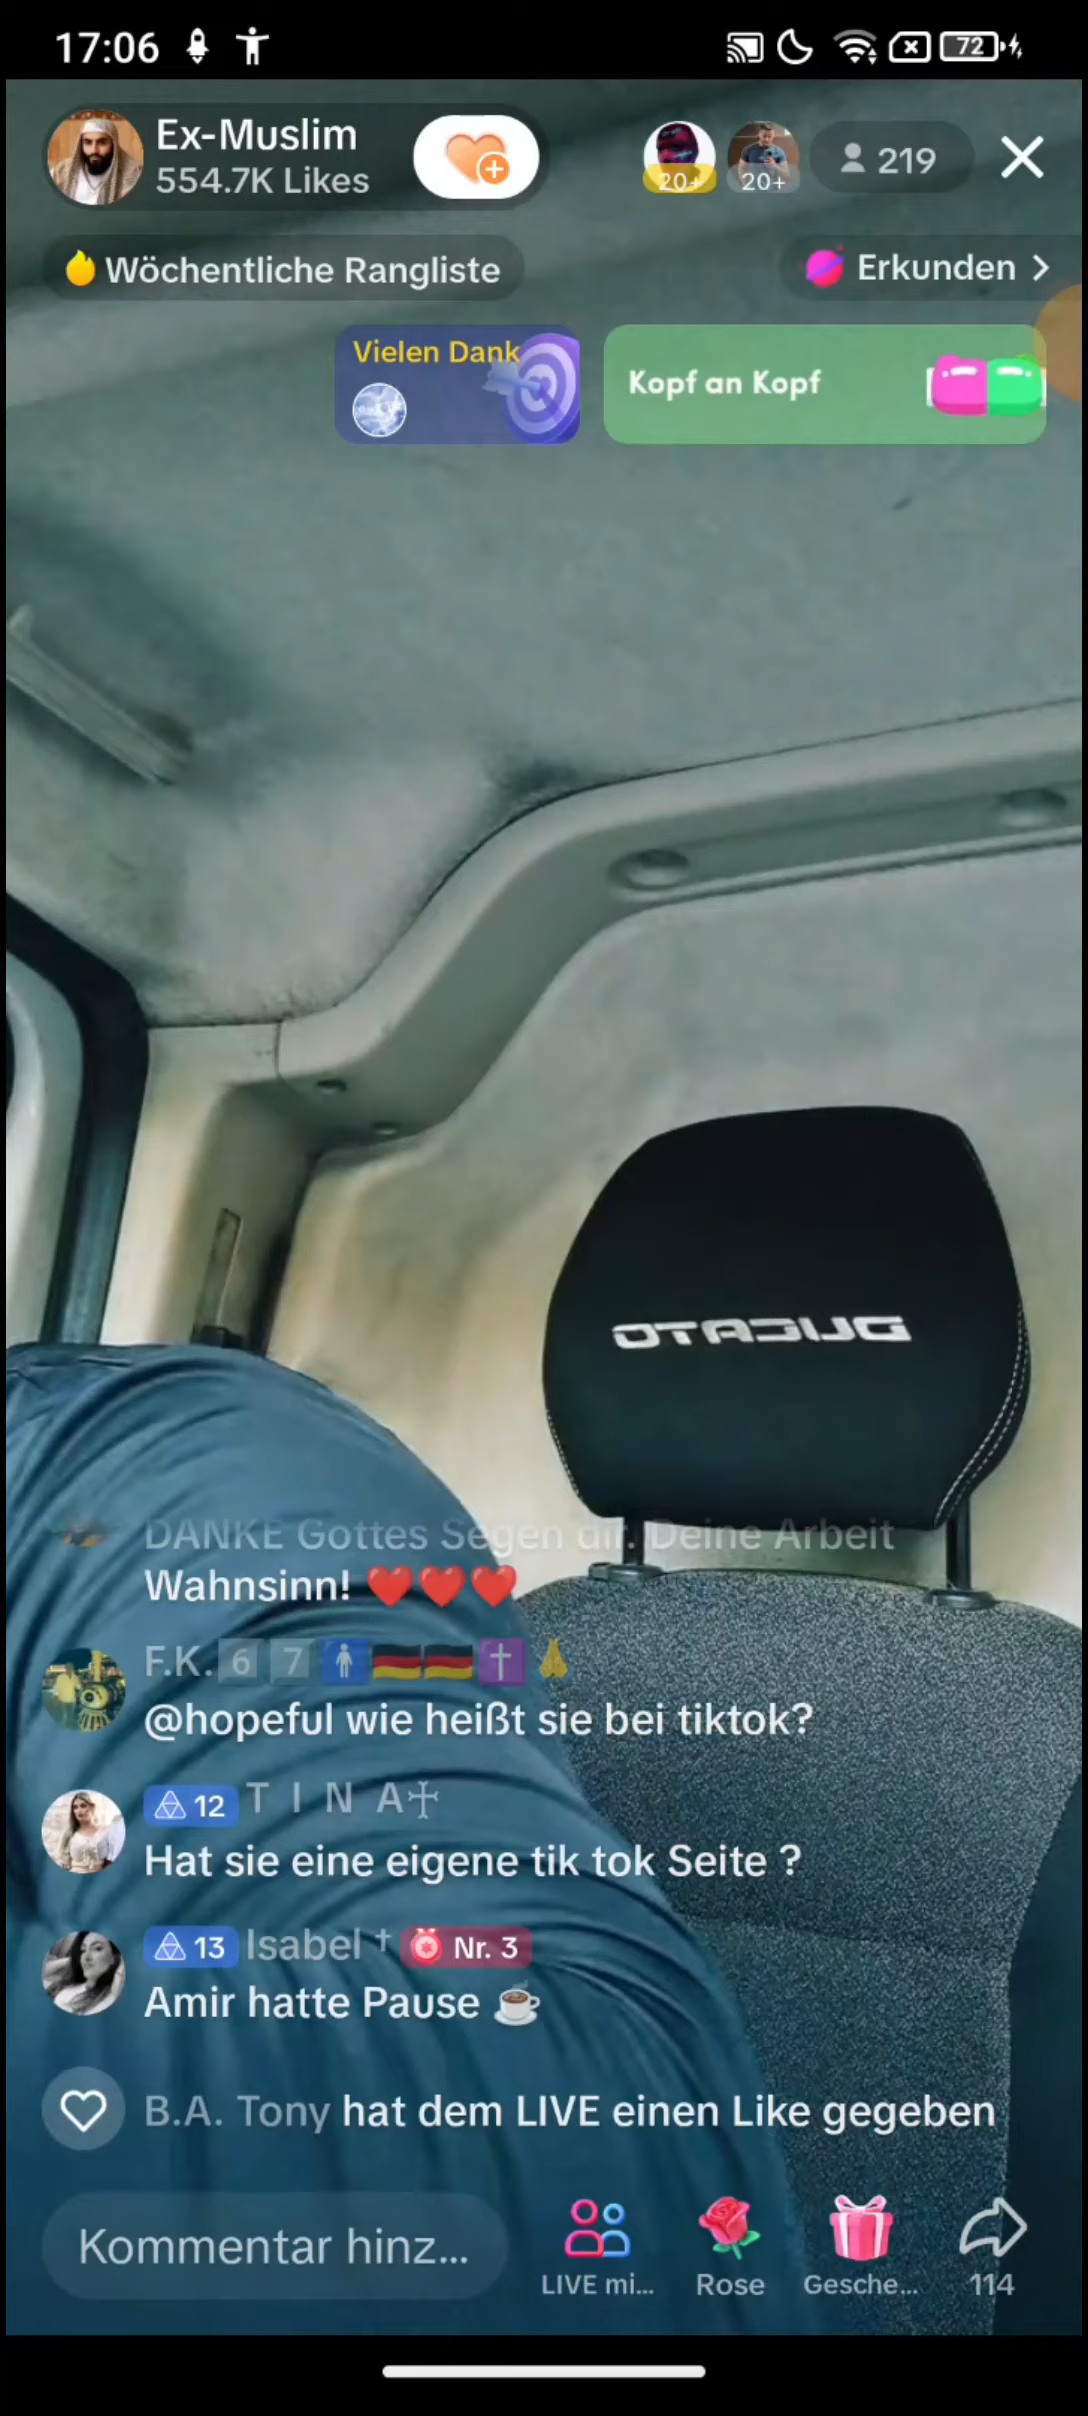 17:06
72
Ex-Muslim
554.7K Likes
20+
20+
219
Wöchentliche Rangliste
Erkunden >
Vielen Dank
Kopf an Kopf
DUCATO
DANKE Gottes Segen dir. Deine Arbeit
Wahnsinn! ❤️❤️❤️
F.K. 6 7 🚹🇩🇪🇩🇪✝️🙏
@hopeful wie heißt sie bei tiktok?
12 T I N A☩
Hat sie eine eigene tik tok Seite ?
13 Isabel † Nr. 3
Amir hatte Pause ☕
B.A. Tony hat dem LIVE einen Like gegeben
Kommentar hinz...
LIVE mi...
Rose
Gesche...
114